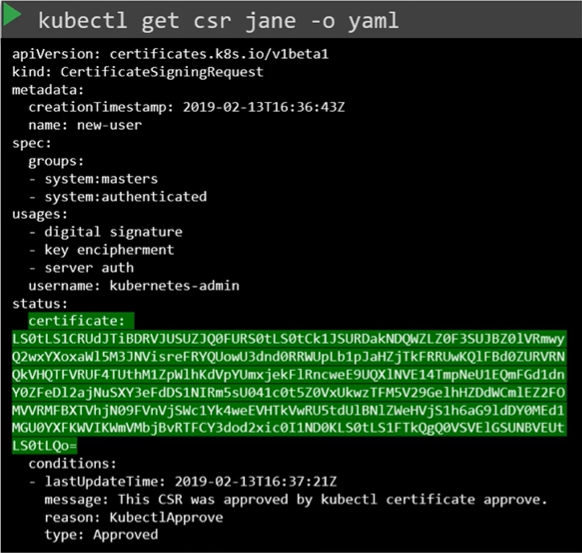 kubectl get csr jane -o yaml
apiVersion: certificates.k8s.io/v1beta1
kind: CertificateSigningRequest
metadata:
  creationTimestamp: 2019-02-13T16:36:43Z
  name: new-user
spec:
  groups:
  - system:masters
  - system:authenticated
usages:
  - digital signature
  - key encipherment
  - server auth
  username: kubernetes-admin
status:
  certificate:
LS0tLS1CRUdJTiBDRVJUSUZJQ0FURS0tLS0tCk1JSURDakNDQWZLZ0F3SUJBZ0lVRmwy
Q2wxYXoxaWl5M3JNVisreFRYQUowU3dnd0RRWUpLb1pJaHZjTkFRRUwKQlFBd0ZURVRN
QkVHQTFVRUF4TUthM1ZpWlhKdVpYUmxjekFlRncweE9UQXlNVE14TmpNeU1EQmFGd1dn
Y0ZFeDl2ajNuSXY3eFdDS1NIRm5sU041c0t5Z0VxUkwzTFM5V29GelhHZDdWCmlEZ2FO
MVVRMFBXTVhjN09FVnVjSWc1Yk4weEVHTkVwRU5tdUlBNlZWeHVjS1h6aG9ldDY0MEd1
MGU0YXFKWVIKWmVMbjBvRTFCY3dod2xic0I1ND0KLS0tLS1FTkQgQ0VSVElGSUNBVEUt
LS0tLQo=
  conditions:
  - lastUpdateTime: 2019-02-13T16:37:21Z
    message: This CSR was approved by kubectl certificate approve.
    reason: KubectlApprove
    type: Approved